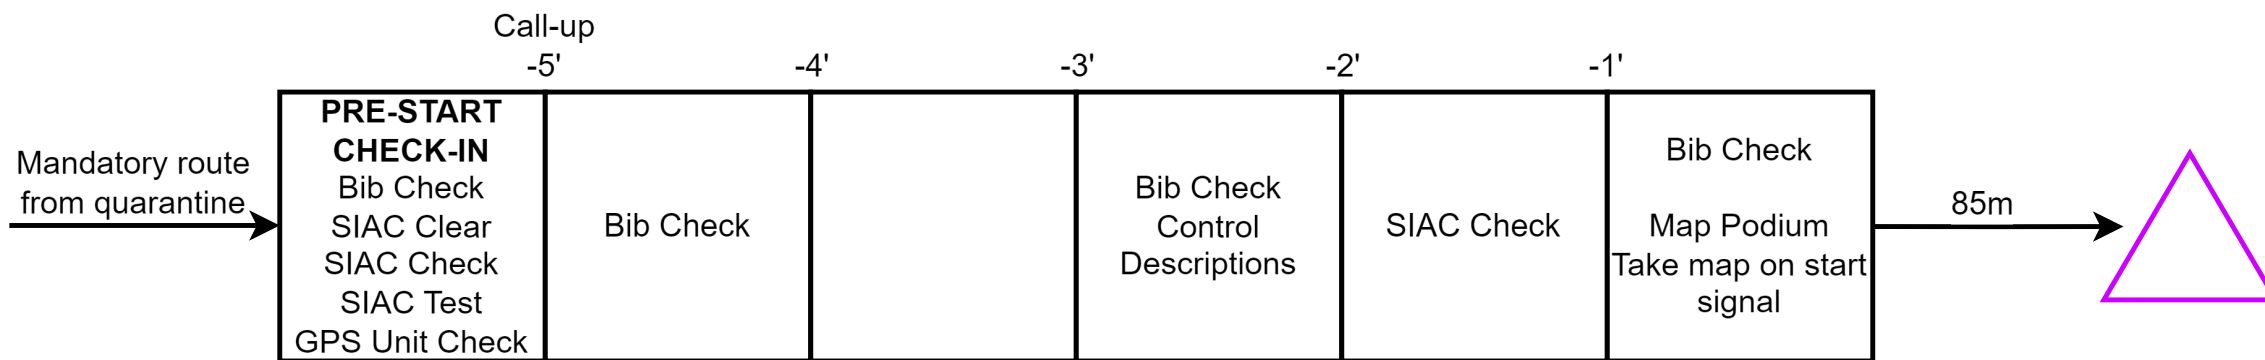 Call-up
-5'
-4'
-3'
-2'
-1'
Mandatory route
from quarantine
PRE-START
CHECK-IN
Bib Check
SIAC Clear
SIAC Check
SIAC Test
GPS Unit Check
Bib Check
Bib Check
Control
Descriptions
SIAC Check
Bib Check
Map Podium
Take map on start
signal
85m